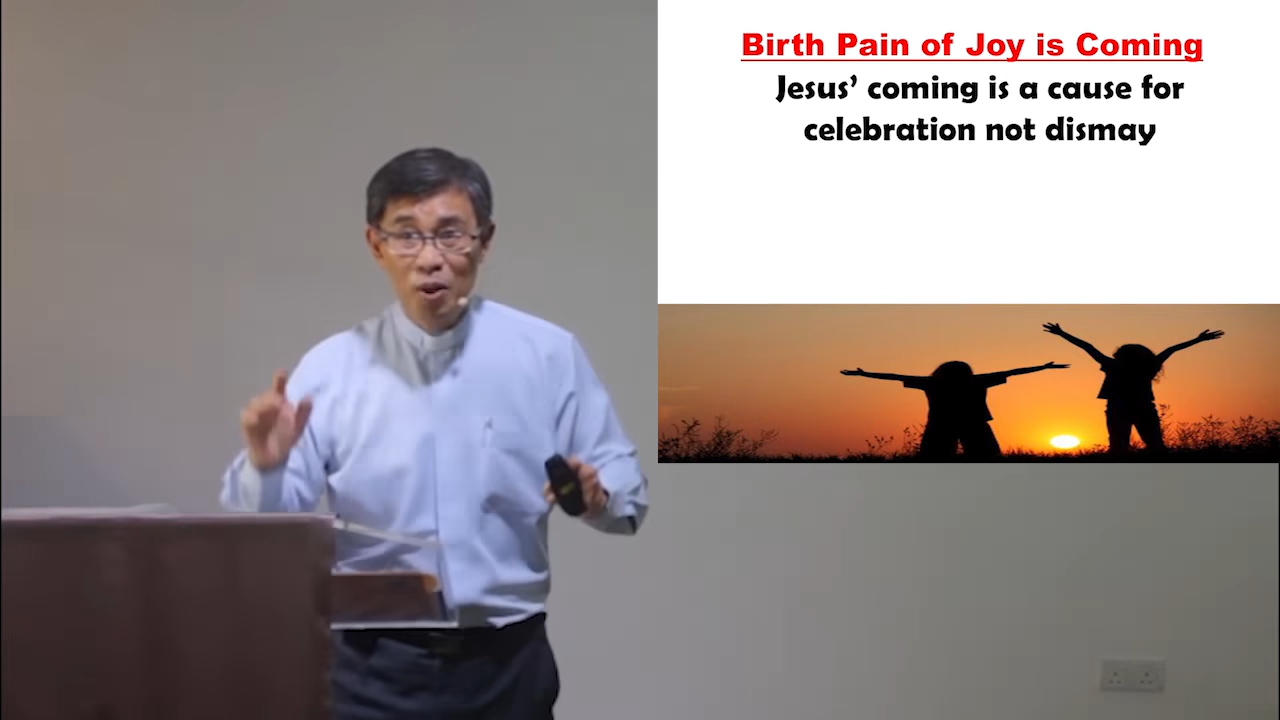 Birth Pain of Joy is Coming
Jesus’ coming is a cause for
celebration not dismay